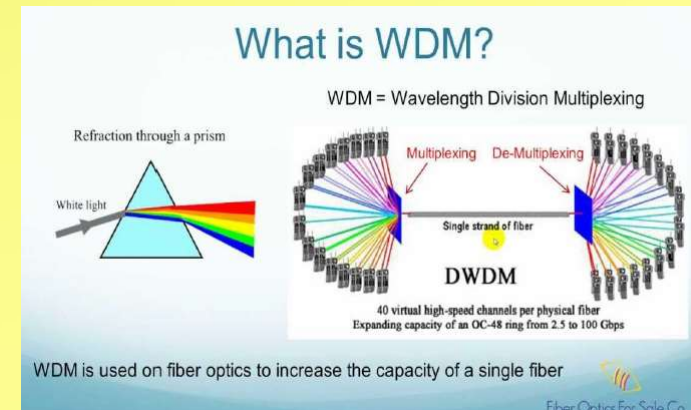 What is WDM?
WDM = Wavelength Division Multiplexing
Refraction through a prism
White light
Multiplexing De-Multiplexing
Single strand of fiber
DWDM
40 virtual high-speed channels per physical fiber
Expanding capacity of an OC-48 ring from 2.5 to 100 Gbps
WDM is used on fiber optics to increase the capacity of a single fiber
Fiber Optics For Sale Co